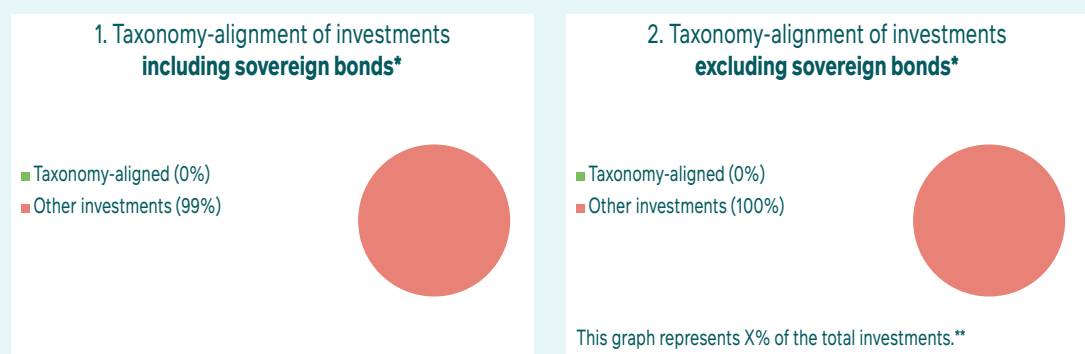 1. Taxonomy-alignment of investments
including sovereign bonds*
Taxonomy-aligned (0%)
Other investments (99%)
2. Taxonomy-alignment of investments
excluding sovereign bonds*
Taxonomy-aligned (0%)
Other investments (100%)
This graph represents X% of the total investments.**